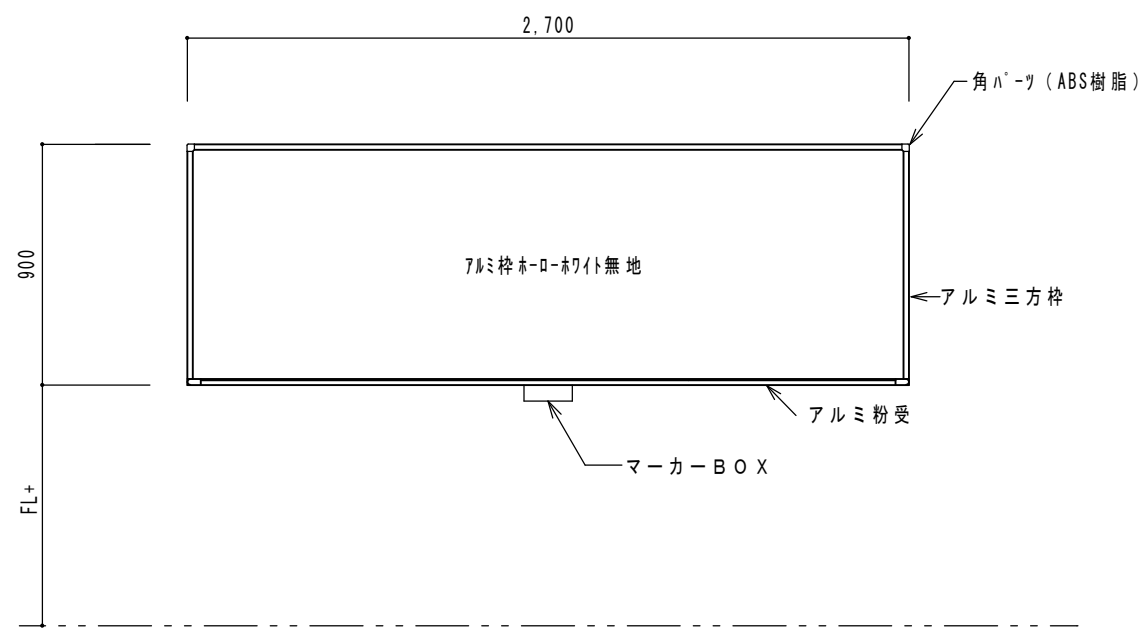 2,700
角ﾊﾟｰﾂ（ABS樹脂）
900
ｱﾙﾐ枠ﾎｰﾛｰﾎﾜｲﾄ無地
アルミ三方枠
アルミ粉受
マーカーＢＯＸ
FL+